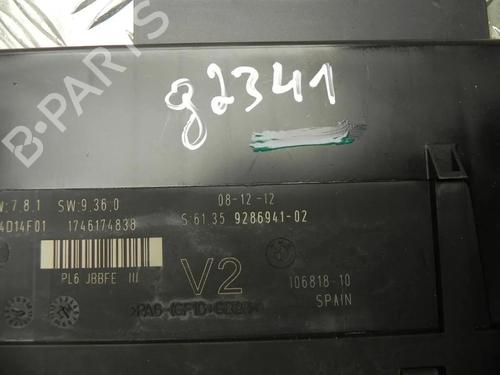 g2341
:7.8.1 SW:9.36.0 08-12-12
4D14F01 1746174838 S:61.35 9286941-02
PL6 JBBFE III V2 106818-10
SPAIN
B-Parts